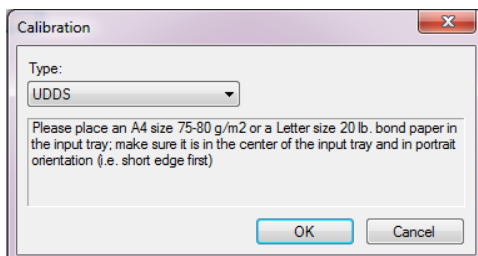 Calibration
Type:
UDDS
Please place an A4 size 75-80 g/m2 or a Letter size 20 lb. bond paper in
the input tray; make sure it is in the center of the input tray and in portrait
orientation (i.e. short edge first)
OK Cancel